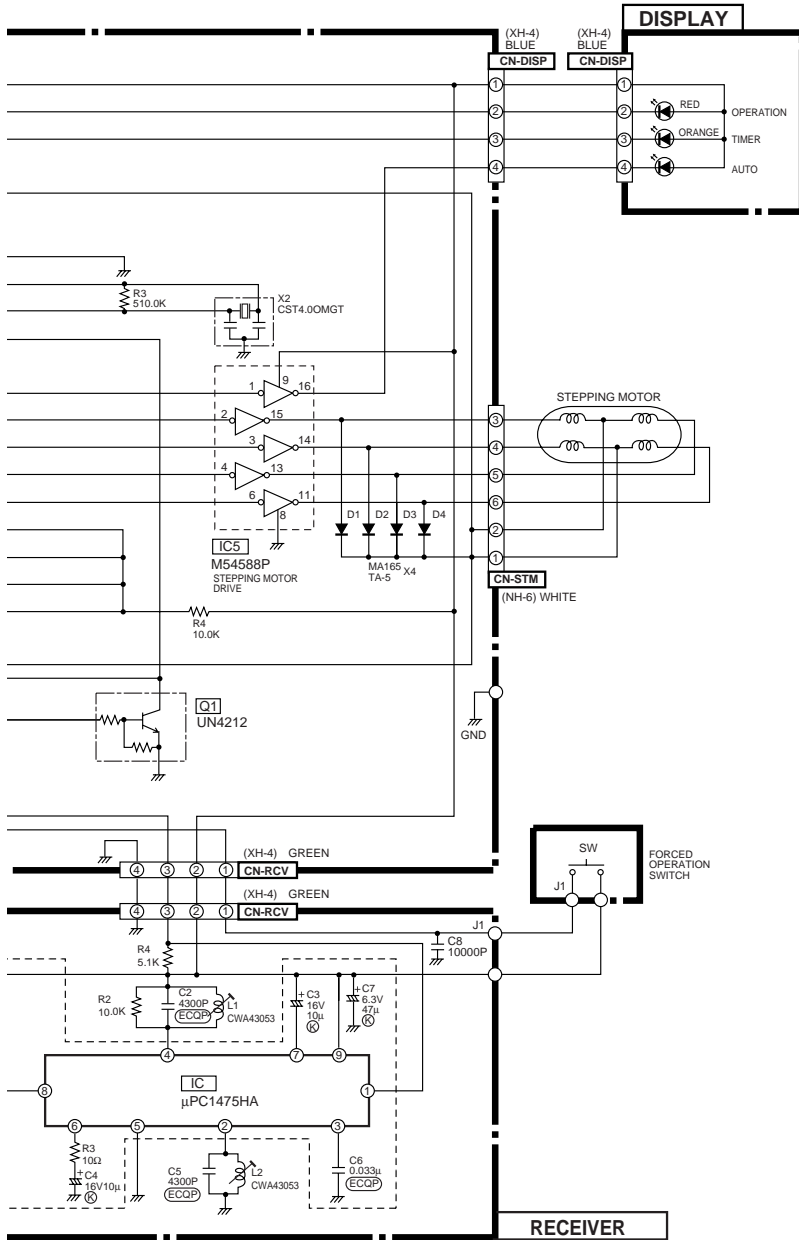 DISPLAY
(XH-4)
BLUE
CN-DISP
(XH-4)
BLUE
CN-DISP
1
1
2
2
RED
OPERATION
3
3
ORANGE
TIMER
4
4
AUTO
R3
510.0K
X2
CST4.0OMGT
STEPPING MOTOR
1
9
16
2
15
3
3
14
4
4
13
5
6
11
6
8
D1
D2
D3
D4
2
1
IC5
M54588P
STEPPING MOTOR
DRIVE
MA165
TA-5
X4
CN-STM
(NH-6) WHITE
R4
10.0K
Q1
UN4212
GND
SW
J1
FORCED
OPERATION
SWITCH
(XH-4) GREEN
4
3
2
1
CN-RCV
(XH-4) GREEN
4
3
2
1
CN-RCV
J1
C8
10000P
R4
5.1K
R2
10.0K
C2
4300P
ECQP
L1
CWA43053
+
C3
16V
10µ
K
+
C7
6.3V
47µ
K
4
7
9
8
IC
µPC1475HA
1
6
5
2
3
R3
10Ω
+
C4
16V10µ
K
C5
4300P
ECQP
L2
CWA43053
C6
0.033µ
ECQP
RECEIVER